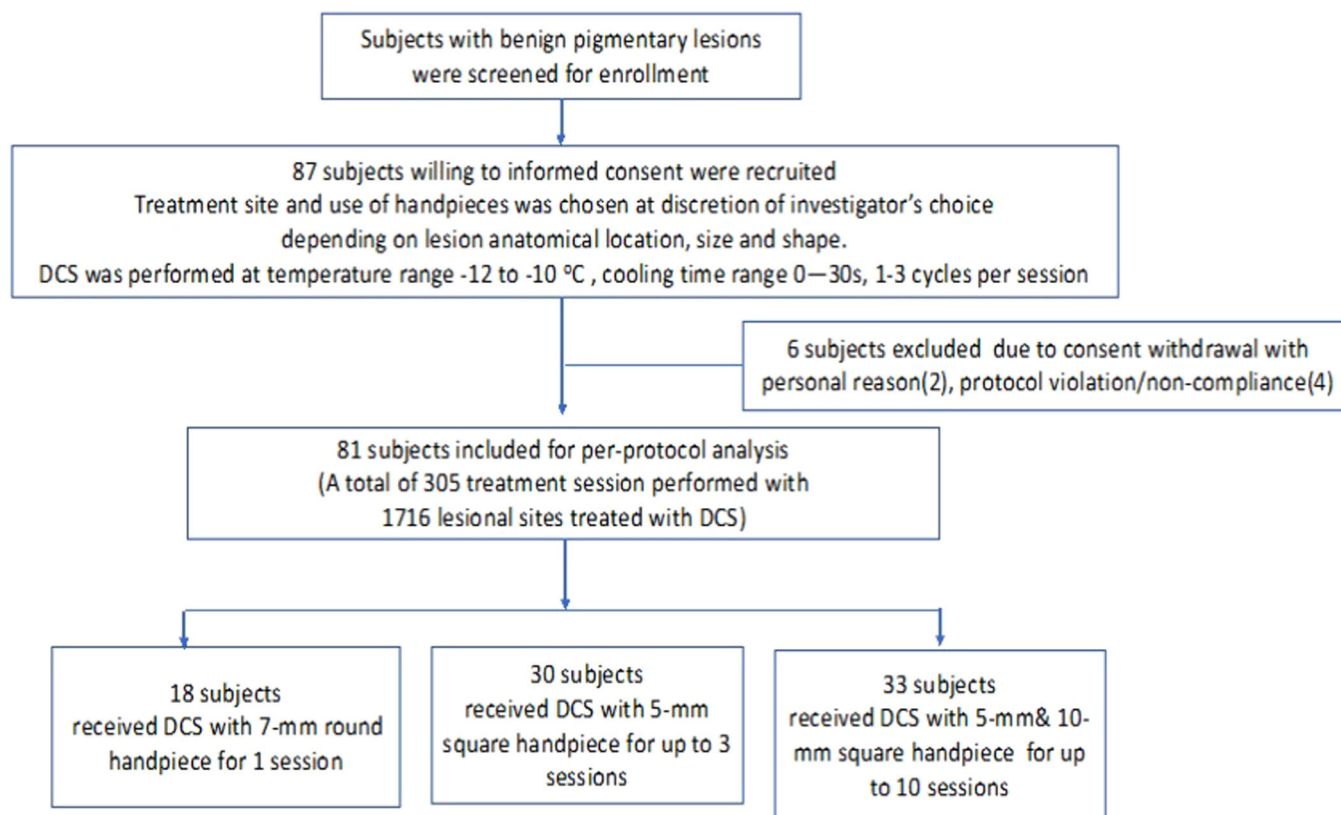 Subjects with benign pigmentary lesions
were screened for enrollment
87 subjects willing to informed consent were recruited
Treatment site and use of handpieces was chosen at discretion of investigator's choice
depending on lesion anatomical location, size and shape.
DCS was performed at temperature range -12 to -10 ºC , cooling time range 0—30s, 1-3 cycles per session
6 subjects excluded due to consent withdrawal with
personal reason(2), protocol violation/non-compliance(4)
81 subjects included for per-protocol analysis
(A total of 305 treatment session performed with
1716 lesional sites treated with DCS)
18 subjects
received DCS with 7-mm round
handpiece for 1 session
30 subjects
received DCS with 5-mm
square handpiece for up to 3
sessions
33 subjects
received DCS with 5-mm& 10-
mm square handpiece for up
to 10 sessions